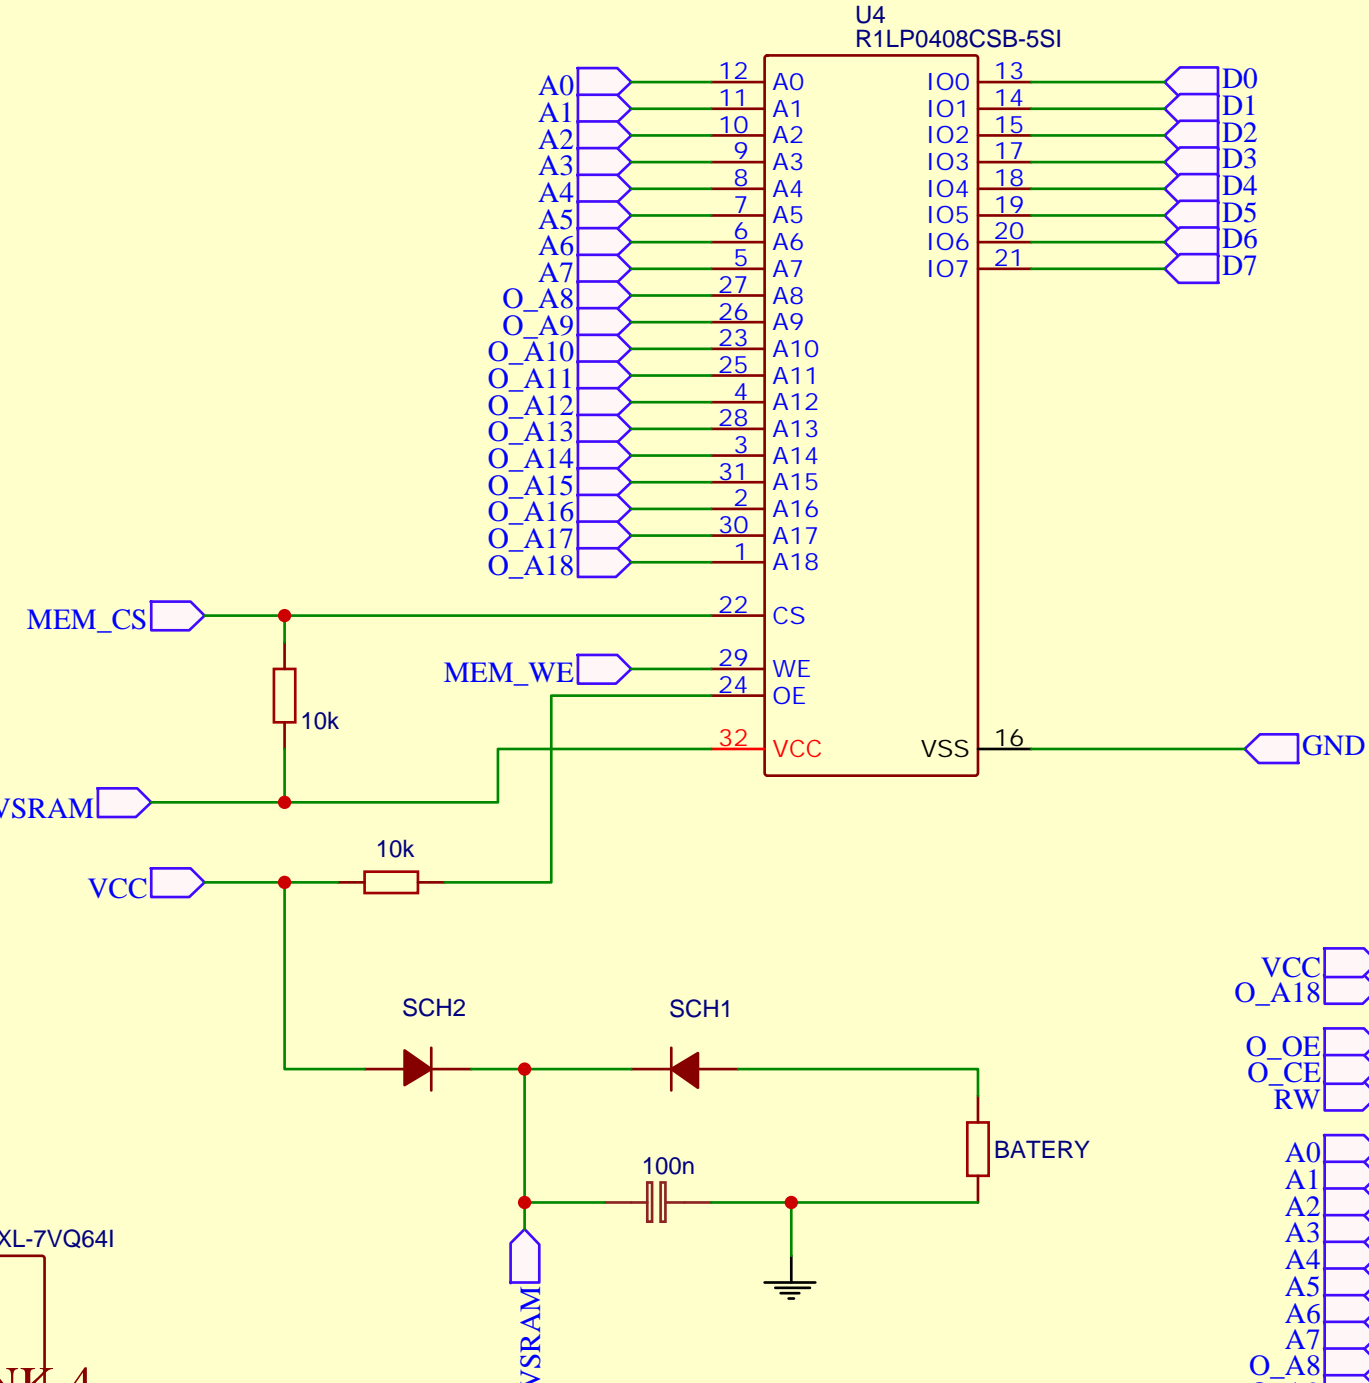 U4
R1LP0408CSB-5SI
A0 12 A0 IO0 13 D0
A1 11 A1 IO1 14 D1
A2 10 A2 IO2 15 D2
A3 9 A3 IO3 17 D3
A4 8 A4 IO4 18 D4
A5 7 A5 IO5 19 D5
A6 6 A6 IO6 20 D6
A7 5 A7 IO7 21 D7
O_A8 27 A8
O_A9 26 A9
O_A10 23 A10
O_A11 25 A11
O_A12 4 A12
O_A13 28 A13
O_A14 3 A14
O_A15 31 A15
O_A16 2 A16
O_A17 30 A17
O_A18 1 A18
MEM_CS 22 CS
MEM_WE 29 WE
24 OE
10k
32 VCC VSS 16 GND
VSRAM
10k
VCC
SCH2 SCH1
BATERY
100n
VSRAM
XL-7VQ64I
NK 4
VCC
O_A18
O_OE
O_CE
RW
A0
A1
A2
A3
A4
A5
A6
A7
O_A8